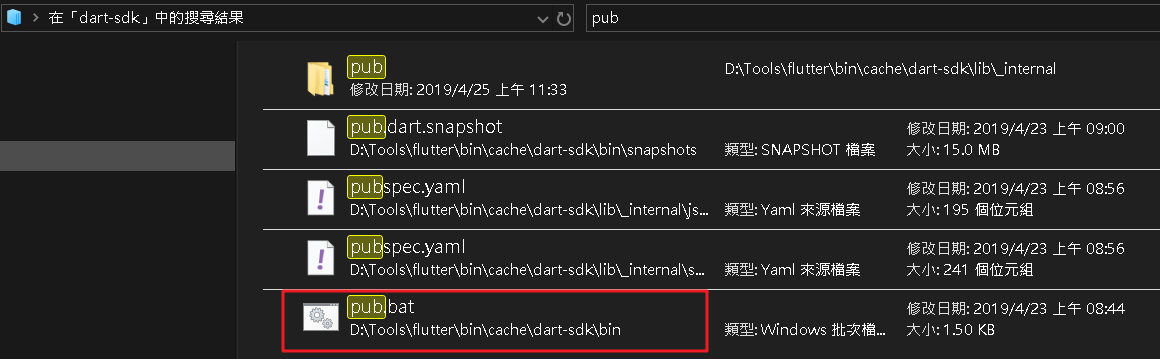 在「dart-sdk」中的搜尋結果
pub
pub
D:\Tools\flutter\bin\cache\dart-sdk\lib\_internal
修改日期: 2019/4/25 上午 11:33
pub.dart.snapshot
修改日期: 2019/4/23 上午 09:00
D:\Tools\flutter\bin\cache\dart-sdk\bin\snapshots
類型: SNAPSHOT 檔案
大小: 15.0 MB
pubspec.yaml
修改日期: 2019/4/23 上午 08:56
D:\Tools\flutter\bin\cache\dart-sdk\lib\_internal\js...
類型: Yaml 來源檔案
大小: 195 個位元組
pubspec.yaml
修改日期: 2019/4/23 上午 08:56
D:\Tools\flutter\bin\cache\dart-sdk\lib\_internal\s...
類型: Yaml 來源檔案
大小: 241 個位元組
pub.bat
修改日期: 2019/4/23 上午 08:44
D:\Tools\flutter\bin\cache\dart-sdk\bin
類型: Windows 批次檔...
大小: 1.50 KB